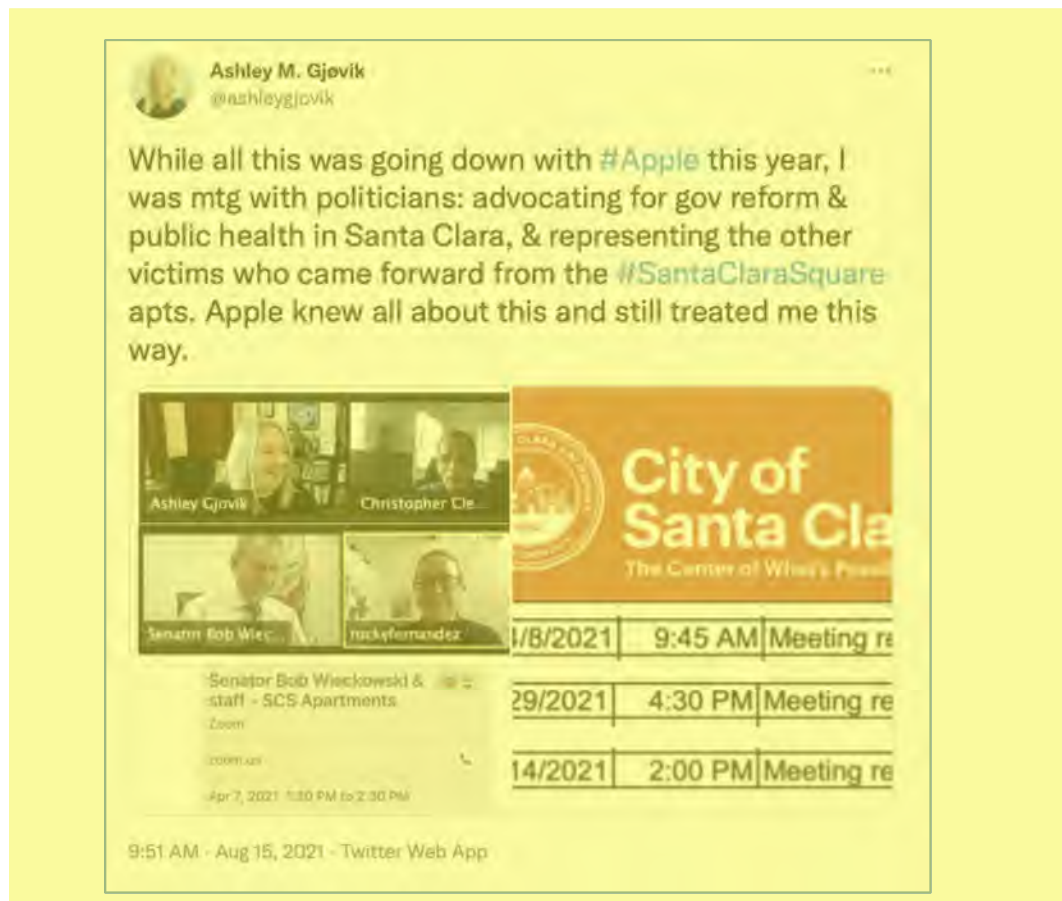 Ashley M. Gjøvik
@ashleygjovik
While all this was going down with #Apple this year, I
was mtg with politicians: advocating for gov reform &
public health in Santa Clara, & representing the other
victims who came forward from the #SantaClaraSquare
apts. Apple knew all about this and still treated me this
way.
Ashley Gjovik
Christopher Cle...
Senator Bob Wiec...
rockyfernandez
City of
Santa Cla
The Center of What's
4/8/2021 9:45 AM Meeting re
29/2021 4:30 PM Meeting re
14/2021 2:00 PM Meeting re
Senator Bob Wieckowski &
staff - SCS Apartments
Zoom
zoom.us
Apr 7, 2021 1:30 PM to 2:30 PM
9:51 AM · Aug 15, 2021 · Twitter Web App